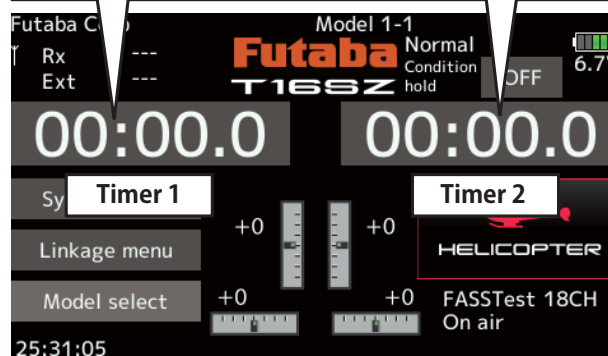 Futaba Model 1-1
Rx ---
Ext ---
Futaba
T16SZ
Normal
Condition
hold
OFF
6.7
00:00.0 00:00.0
Timer 1 Timer 2
Linkage menu
Model select
+0 +0
+0 +0
HELICOPTER
FASSTest 18CH
On air
25:31:05